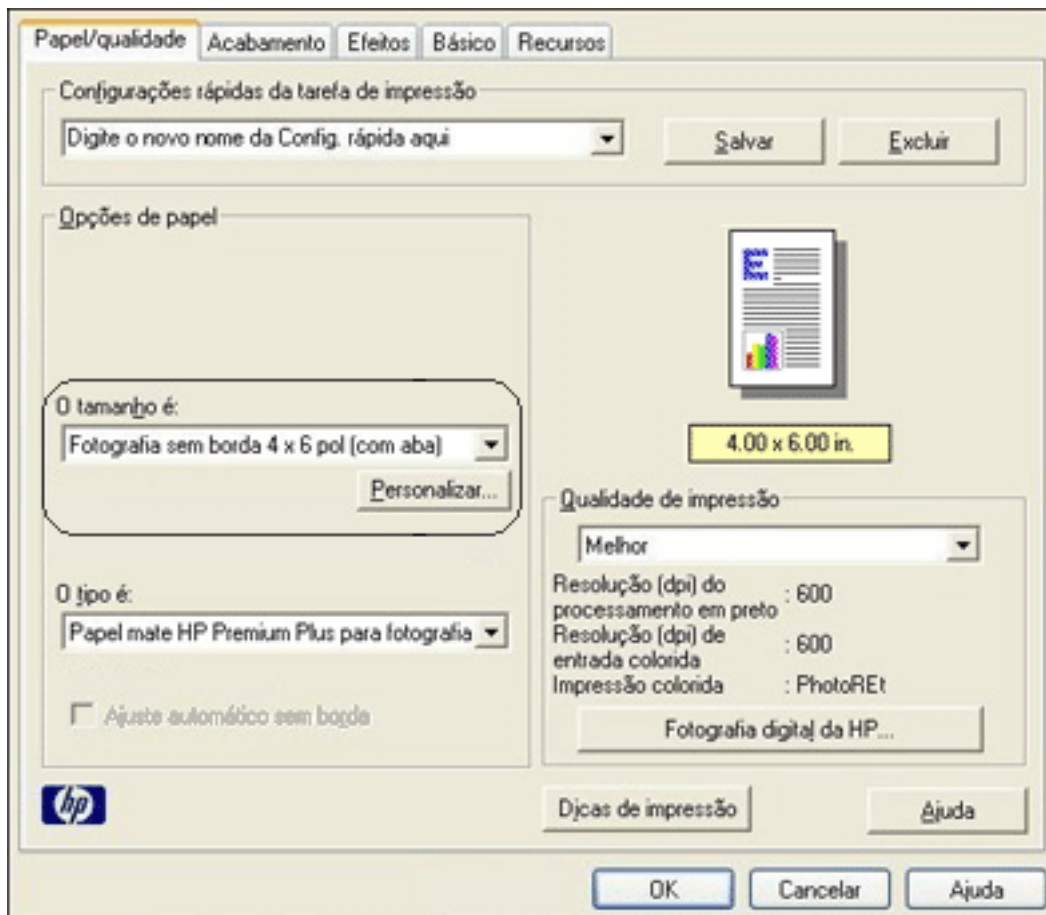 Papel/qualidade Acabamento Efeitos Básico Recursos
Configurações rápidas da tarefa de impressão
Digite o novo nome da Config. rápida aqui
Salvar
Excluir
Opções de papel
O tamanho é:
Fotografia sem borda 4 x 6 pol (com aba)
Personalizar...
O tipo é:
Papel mate HP Premium Plus para fotografia
Ajuste automático sem borda
4.00 x 6.00 in.
Qualidade de impressão
Melhor
Resolução (dpi) do
processamento em preto : 600
Resolução (dpi) de
entrada colorida : 600
Impressão colorida : PhotoREt
Fotografia digital da HP...
hp
Dicas de impressão
Ajuda
OK
Cancelar
Ajuda